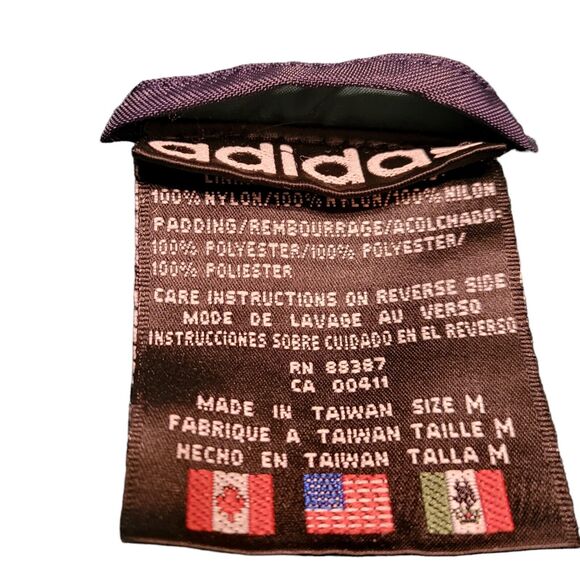 adidas
100% NYLON/100% NYLON/100% NILON
PADDING/REMBOURRAGE/ACOLCHADO:
100% POLYESTER/100% POLYESTER/
100% POLIESTER
CARE INSTRUCTIONS ON REVERSE SIDE
MODE DE LAVAGE AU VERSO
INSTRUCCIONES SOBRE CUIDADO EN EL REVERSO
RN 88387
CA 00411
MADE IN TAIWAN SIZE M
FABRIQUE A TAIWAN TAILLE M
HECHO EN TAIWAN TALLA M